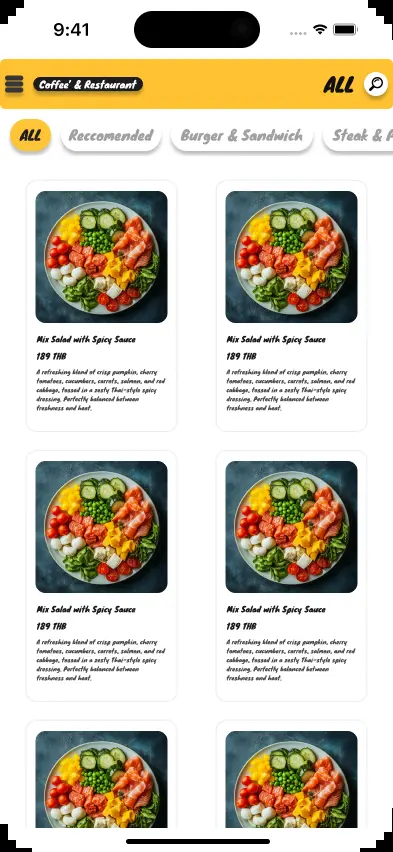 9:41
Coffee' & Restaurant
ALL
ALL
Reccomended
Burger & Sandwich
Steak &
Mix Salad with Spicy Sauce
189 THB
A refreshing blend of crisp pumpkin, cherry
tomatoes, cucumbers, carrots, salmon, and red
cabbage, tossed in a zesty Thai-style spicy
dressing. Perfectly balanced between
freshness and heat.
Mix Salad with Spicy Sauce
189 THB
A refreshing blend of crisp pumpkin, cherry
tomatoes, cucumbers, carrots, salmon, and red
cabbage, tossed in a zesty Thai-style spicy
dressing. Perfectly balanced between
freshness and heat.
Mix Salad with Spicy Sauce
189 THB
A refreshing blend of crisp pumpkin, cherry
tomatoes, cucumbers, carrots, salmon, and red
cabbage, tossed in a zesty Thai-style spicy
dressing. Perfectly balanced between
freshness and heat.
Mix Salad with Spicy Sauce
189 THB
A refreshing blend of crisp pumpkin, cherry
tomatoes, cucumbers, carrots, salmon, and red
cabbage, tossed in a zesty Thai-style spicy
dressing. Perfectly balanced between
freshness and heat.